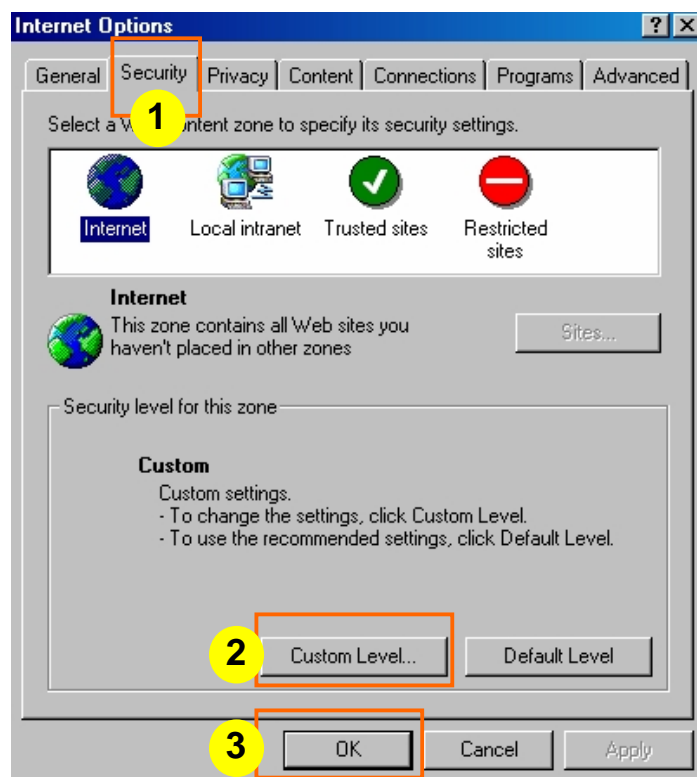 Internet Options
General Security Privacy Content Connections Programs Advanced
1
Select a W ntent zone to specify its security settings.
Internet Local intranet Trusted sites Restricted sites
Internet
This zone contains all Web sites you
haven't placed in other zones
Sites...
Security level for this zone
Custom
Custom settings.
- To change the settings, click Custom Level.
- To use the recommended settings, click Default Level.
2 Custom Level... Default Level
3 OK Cancel Apply